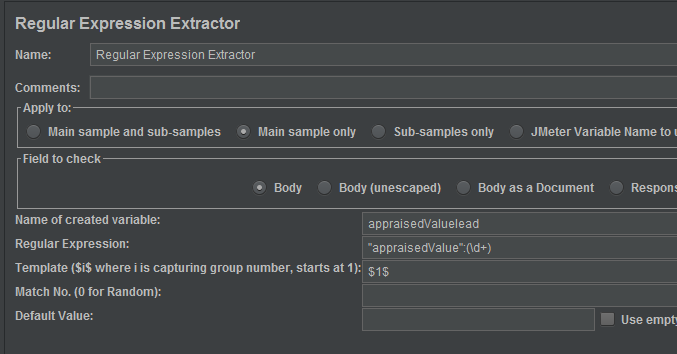 Regular Expression Extractor
Name: Regular Expression Extractor
Comments:
Apply to:
Main sample and sub-samples Main sample only Sub-samples only JMeter Variable Name to u
Field to check
Body Body (unescaped) Body as a Document Respons
Name of created variable: appraisedValuelead
Regular Expression: "appraisedValue":(\d+)
Template ($i$ where i is capturing group number, starts at 1): $1$
Match No. (0 for Random):
Default Value: Use empty